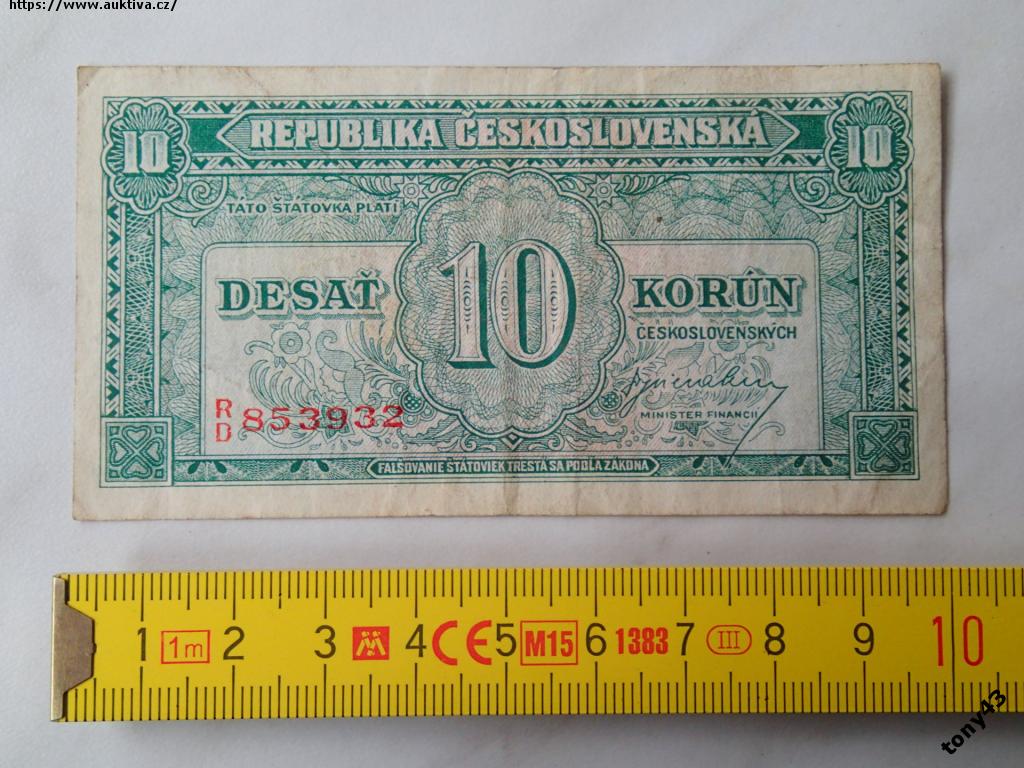 https://www.auktiva.cz/
10 REPUBLIKA ČESKOSLOVENSKÁ 10
TÁTO ŠTÁTOVKA PLATÍ
DESAŤ 10 KORÚN
ČESKOSLOVENSKÝCH
MINISTER FINANCIÍ
R
D 853932
FALŠOVANIE ŠTÁTOVIEK TRESTÁ SA PODĽA ZÁKONA
1 1m 2 3 4 CE 5 M15 6 1383 7 III 8 9 10
tony43